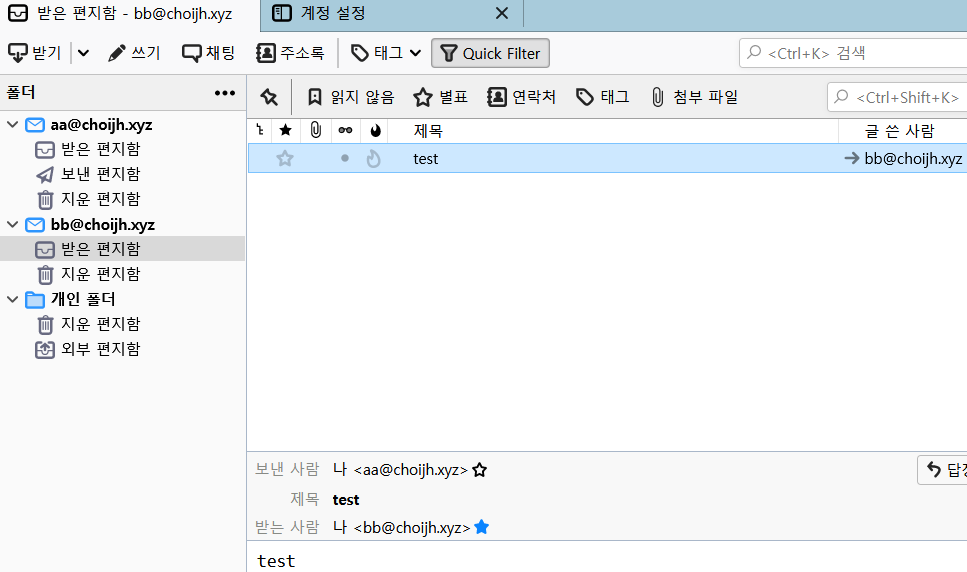 받은 편지함 - bb@choijh.xyz
계정 설정
받기 쓰기 채팅 주소록 태그 Quick Filter <Ctrl+K> 검색
폴더
읽지 않음 별표 연락처 태그 첨부 파일 <Ctrl+Shift+K>
제목 글 쓴 사람
test bb@choijh.xyz
aa@choijh.xyz
받은 편지함
보낸 편지함
지운 편지함
bb@choijh.xyz
받은 편지함
지운 편지함
개인 폴더
지운 편지함
외부 편지함
보낸 사람 나 <aa@choijh.xyz>
제목 test
받는 사람 나 <bb@choijh.xyz>
test